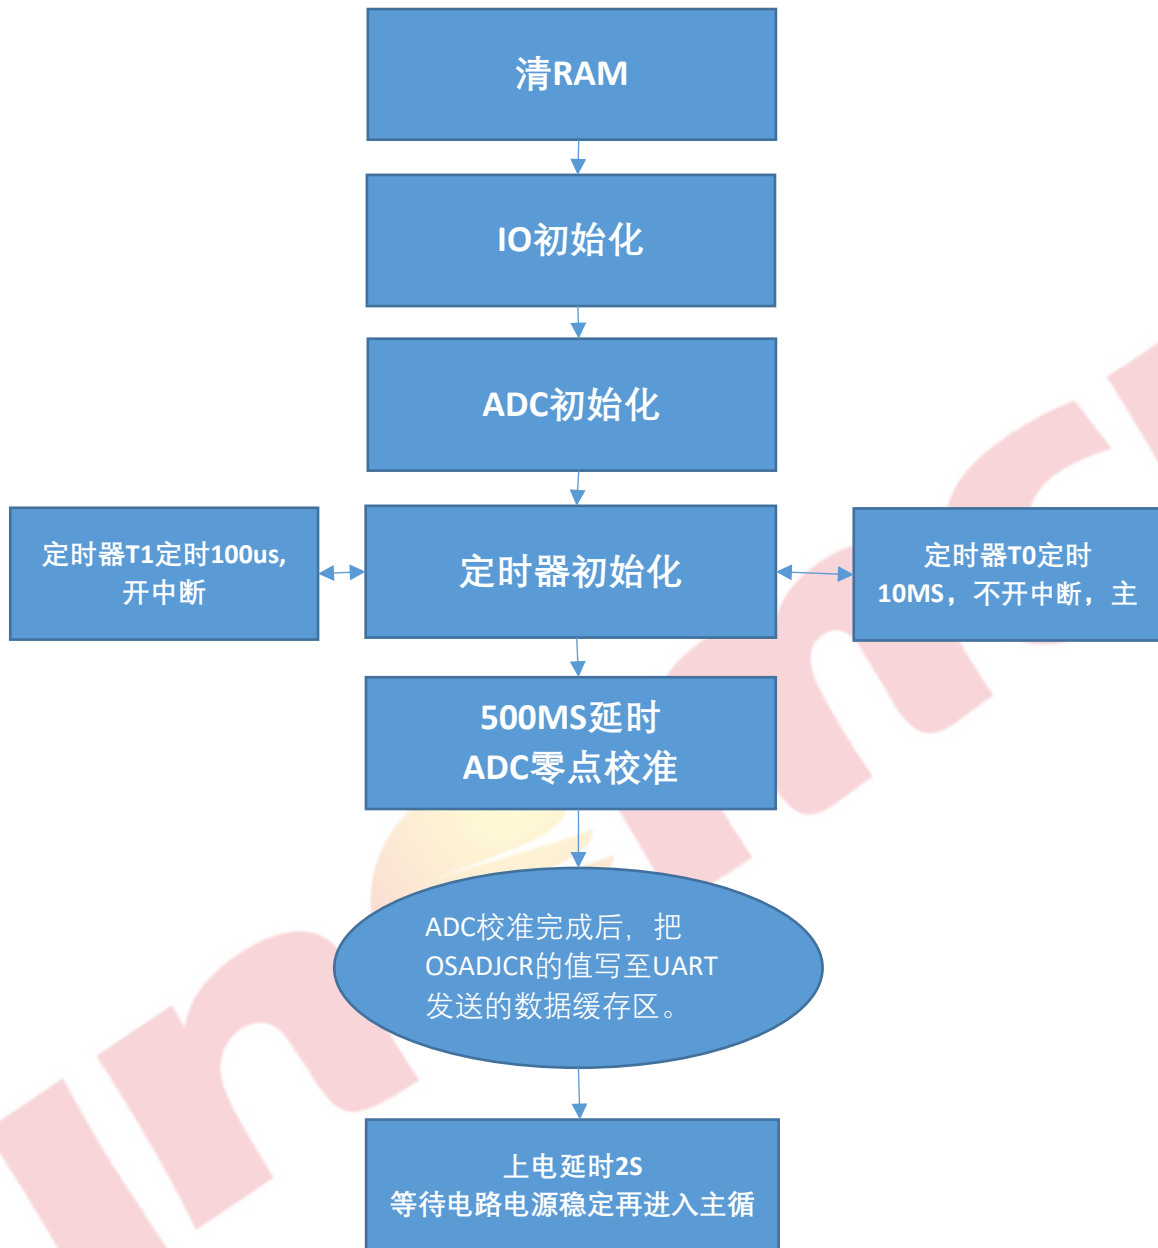 清RAM
IO初始化
ADC初始化
定时器T1定时100us,
开中断
定时器初始化
定时器T0定时
10MS，不开中断，主
500MS延时
ADC零点校准
ADC校准完成后，把
OSADJCR的值写至UART
发送的数据缓存区。
上电延时2S
等待电路电源稳定再进入主循